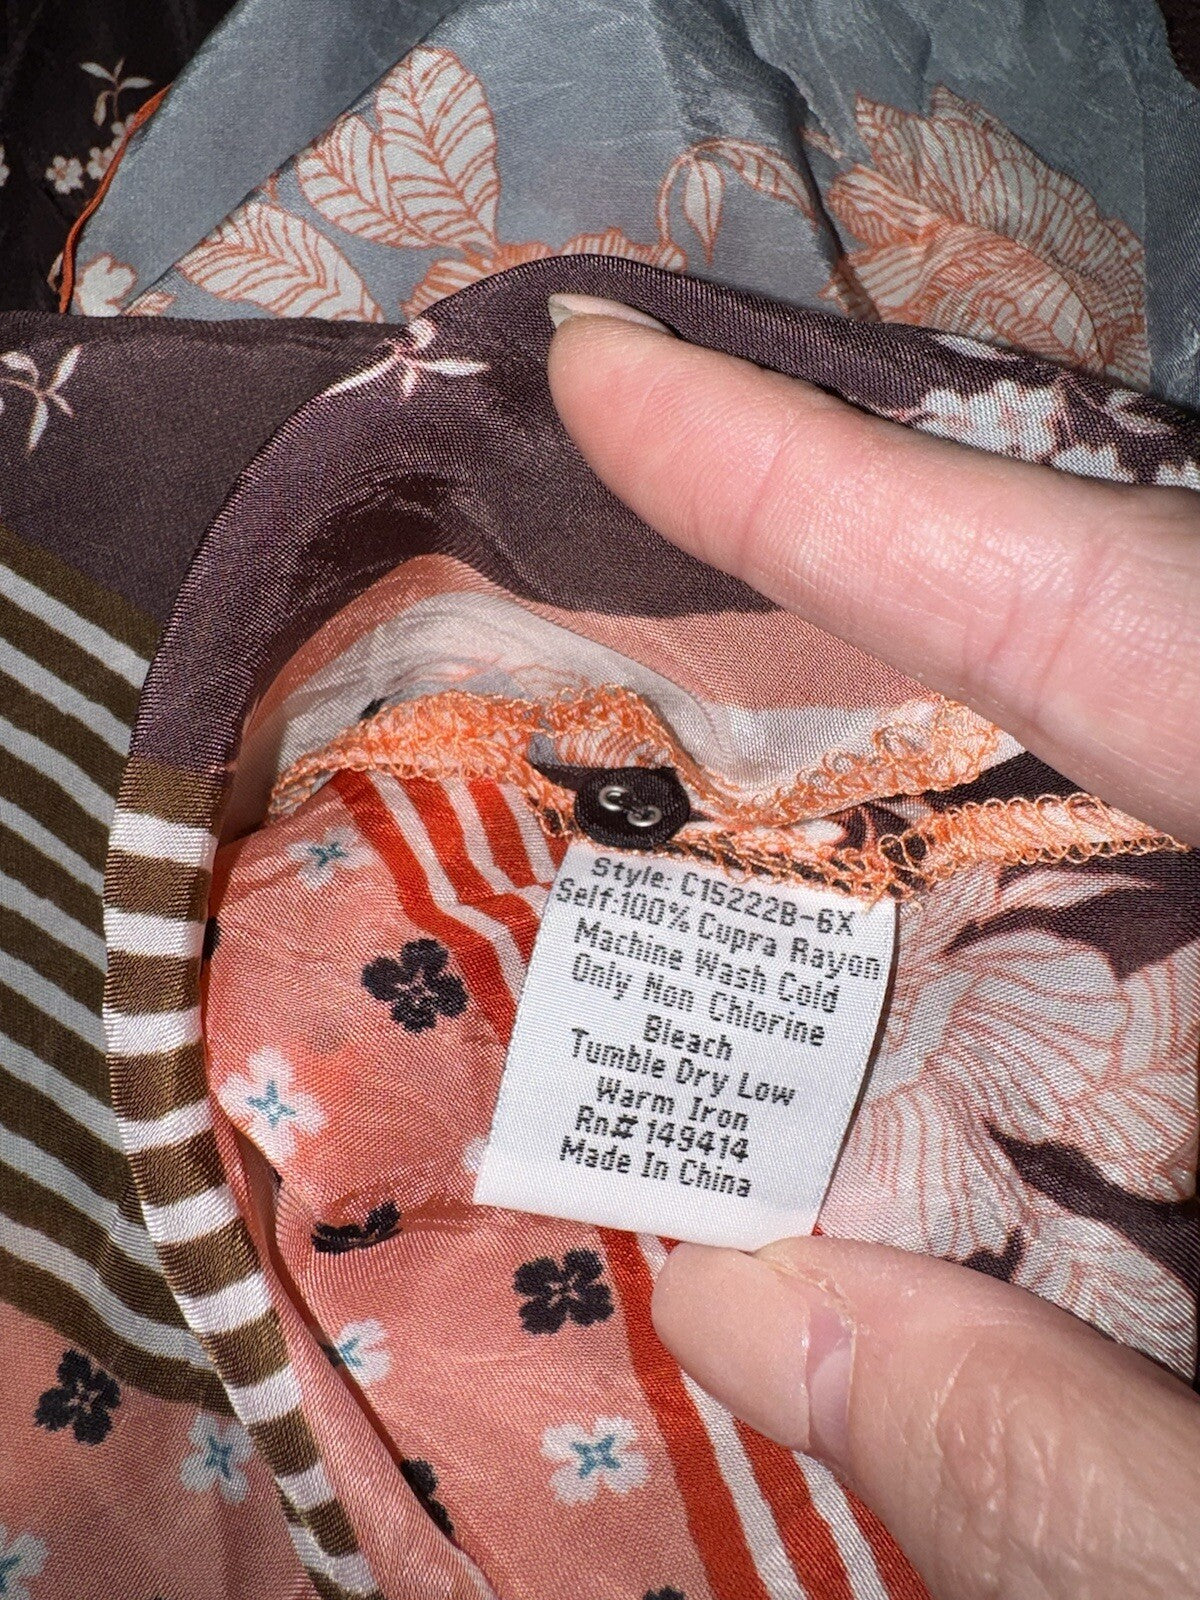 Style: C15222B-6X
Self:100% Cupra Rayon
Machine Wash Cold
Only Non Chlorine
Bleach
Tumble Dry Low
Warm Iron
Rn# 149414
Made In China